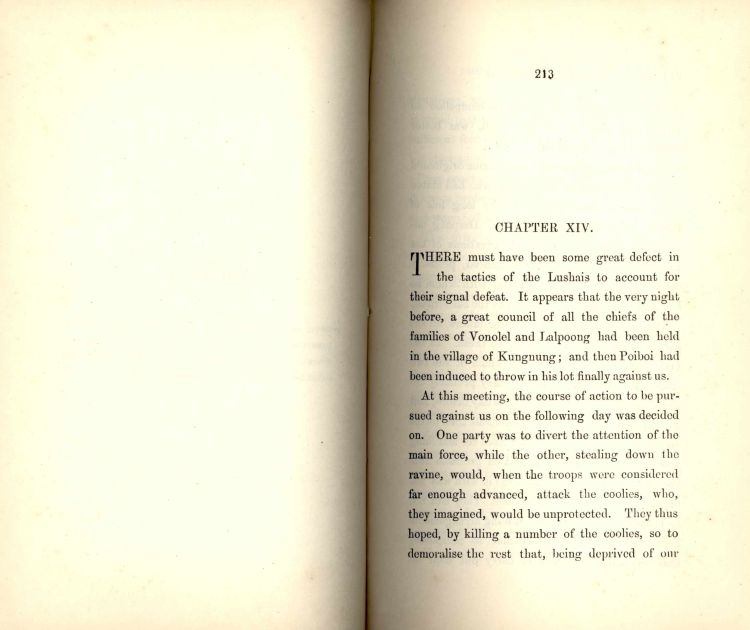 213
CHAPTER XIV.
THERE must have been some great defect in
the tactics of the Lushais to account for
their signal defeat. It appears that the very night
before, a great council of all the chiefs of the
families of Vonolel and Lalpoong had been held
in the village of Kungnung; and then Poiboi had
been induced to throw in his lot finally against us.
At this meeting, the course of action to be pur-
sued against us on the following day was decided
on. One party was to divert the attention of the
main force, while the other, stealing down the
ravine, would, when the troops were considered
far enough advanced, attack the coolies, who,
they imagined, would be unprotected. They thus
hoped, by killing a number of the coolies, so to
demoralise the rest that, being deprived of our